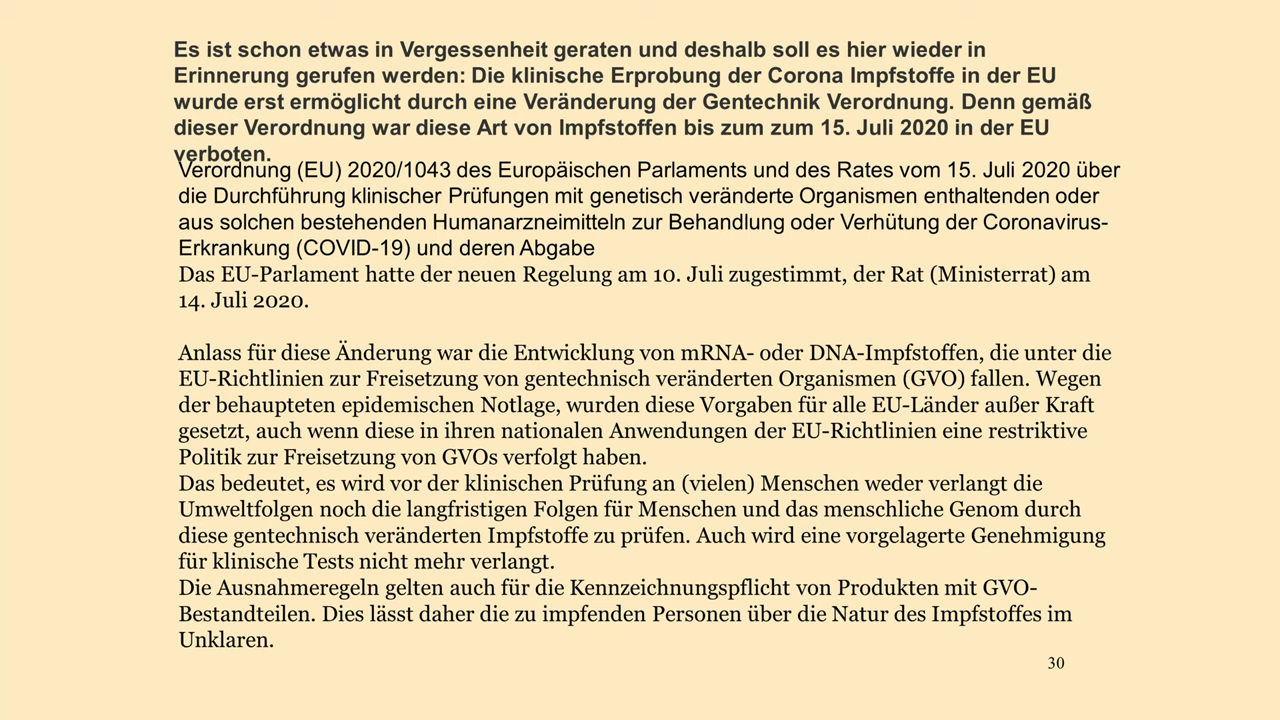 Es ist schon etwas in Vergessenheit geraten und deshalb soll es hier wieder in
Erinnerung gerufen werden: Die klinische Erprobung der Corona Impfstoffe in der EU
wurde erst ermöglicht durch eine Veränderung der Gentechnik Verordnung. Denn gemäß
dieser Verordnung war diese Art von Impfstoffen bis zum zum 15. Juli 2020 in der EU
verboten.
Verordnung (EU) 2020/1043 des Europäischen Parlaments und des Rates vom 15. Juli 2020 über
die Durchführung klinischer Prüfungen mit genetisch veränderte Organismen enthaltenden oder
aus solchen bestehenden Humanarzneimitteln zur Behandlung oder Verhütung der Coronavirus-
Erkrankung (COVID-19) und deren Abgabe
Das EU-Parlament hatte der neuen Regelung am 10. Juli zugestimmt, der Rat (Ministerrat) am
14. Juli 2020.
Anlass für diese Änderung war die Entwicklung von mRNA- oder DNA-Impfstoffen, die unter die
EU-Richtlinien zur Freisetzung von gentechnisch veränderten Organismen (GVO) fallen. Wegen
der behaupteten epidemischen Notlage, wurden diese Vorgaben für alle EU-Länder außer Kraft
gesetzt, auch wenn diese in ihren nationalen Anwendungen der EU-Richtlinien eine restriktive
Politik zur Freisetzung von GVOs verfolgt haben.
Das bedeutet, es wird vor der klinischen Prüfung an (vielen) Menschen weder verlangt die
Umweltfolgen noch die langfristigen Folgen für Menschen und das menschliche Genom durch
diese gentechnisch veränderten Impfstoffe zu prüfen. Auch wird eine vorgelagerte Genehmigung
für klinische Tests nicht mehr verlangt.
Die Ausnahmeregeln gelten auch für die Kennzeichnungspflicht von Produkten mit GVO-
Bestandteilen. Dies lässt daher die zu impfenden Personen über die Natur des Impfstoffes im
Unklaren.
30